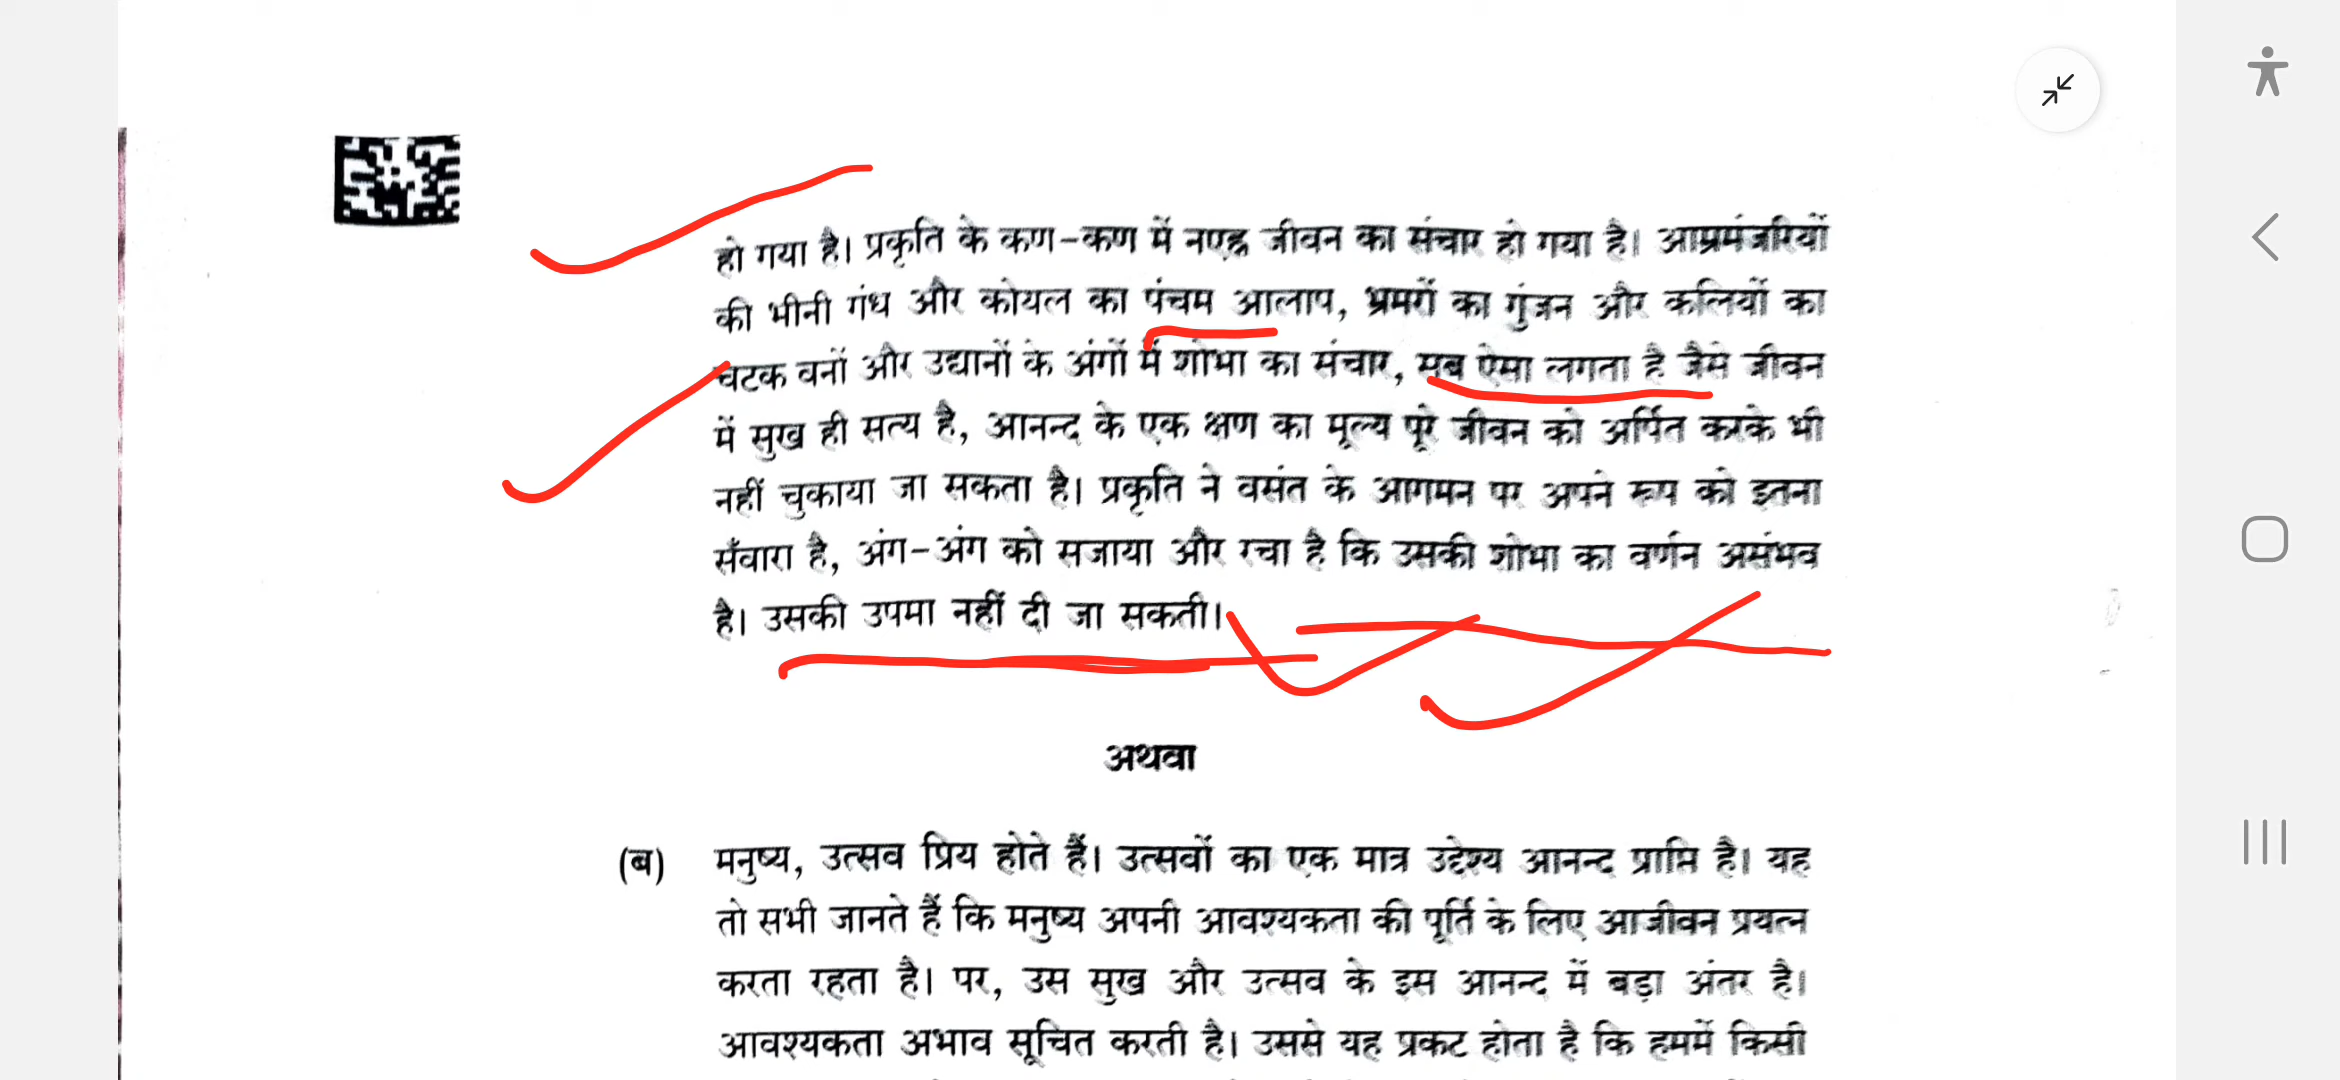 हो गया है। प्रकृति के कण-कण में नएह्र जीवन का संचार हो गया है। आम्रमंजरियों
की भीनी गंध और कोयल का पंचम आलाप, भ्रमरों का गुंजन और कलियों का
चटक वनों और उद्यानों के अंगों में शोभा का संचार, सब ऐसा लगता है जैसे जीवन
में सुख ही सत्य है, आनन्द के एक क्षण का मूल्य पूरे जीवन को अर्पित करके भी
नहीं चुकाया जा सकता है। प्रकृति ने वसंत के आगमन पर अपने रूप को इतना
सँवारा है, अंग-अंग को सजाया और रचा है कि उसकी शोभा का वर्णन असंभव
है। उसकी उपमा नहीं दी जा सकती।
अथवा
(ब) मनुष्य, उत्सव प्रिय होते हैं। उत्सवों का एक मात्र उद्देश्य आनन्द प्राप्ति है। यह
तो सभी जानते हैं कि मनुष्य अपनी आवश्यकता की पूर्ति के लिए आजीवन प्रयत्न
करता रहता है। पर, उस सुख और उत्सव के इस आनन्द में बड़ा अंतर है।
आवश्यकता अभाव सूचित करती है। उससे यह प्रकट होता है कि हममें किसी